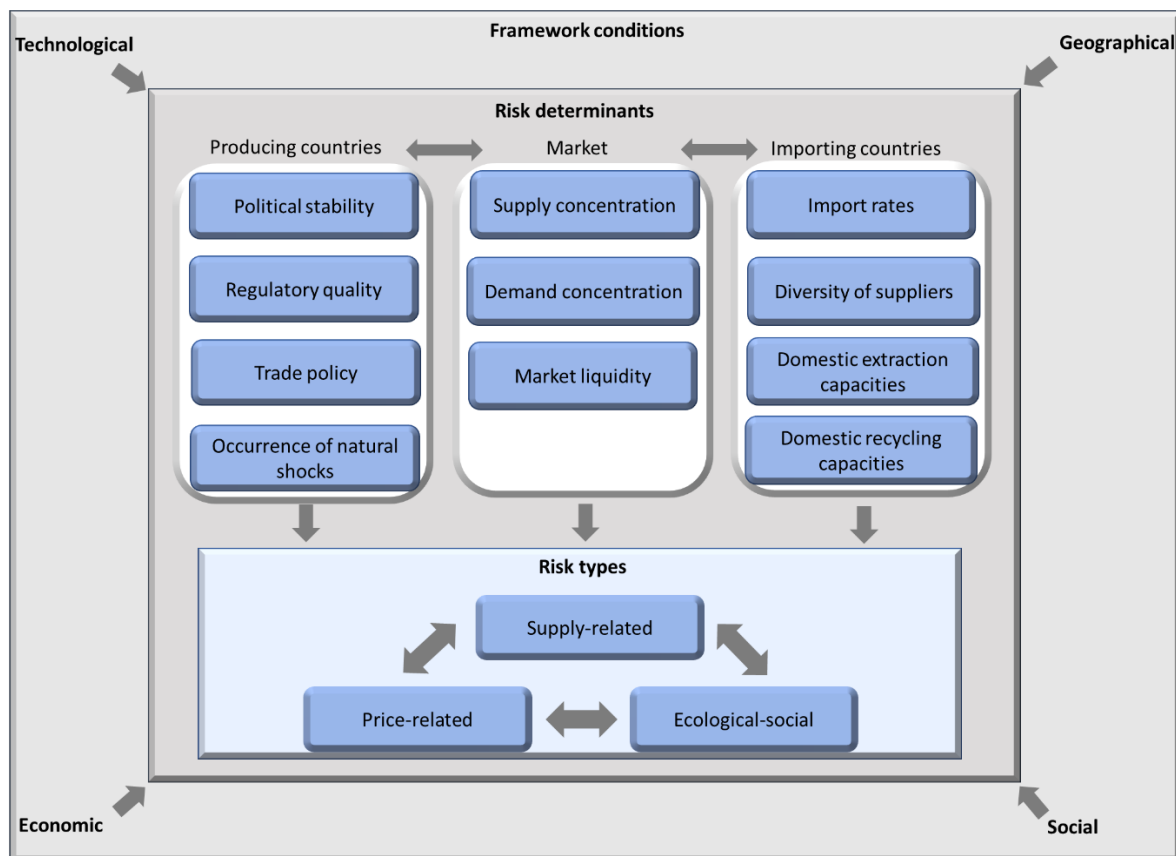 Framework conditions
Technological
Geographical
Risk determinants
Producing countries
Market
Importing countries
Political stability
Regulatory quality
Trade policy
Occurrence of natural
shocks
Supply concentration
Demand concentration
Market liquidity
Import rates
Diversity of suppliers
Domestic extraction
capacities
Domestic recycling
capacities
Risk types
Supply-related
Price-related
Ecological-social
Economic
Social